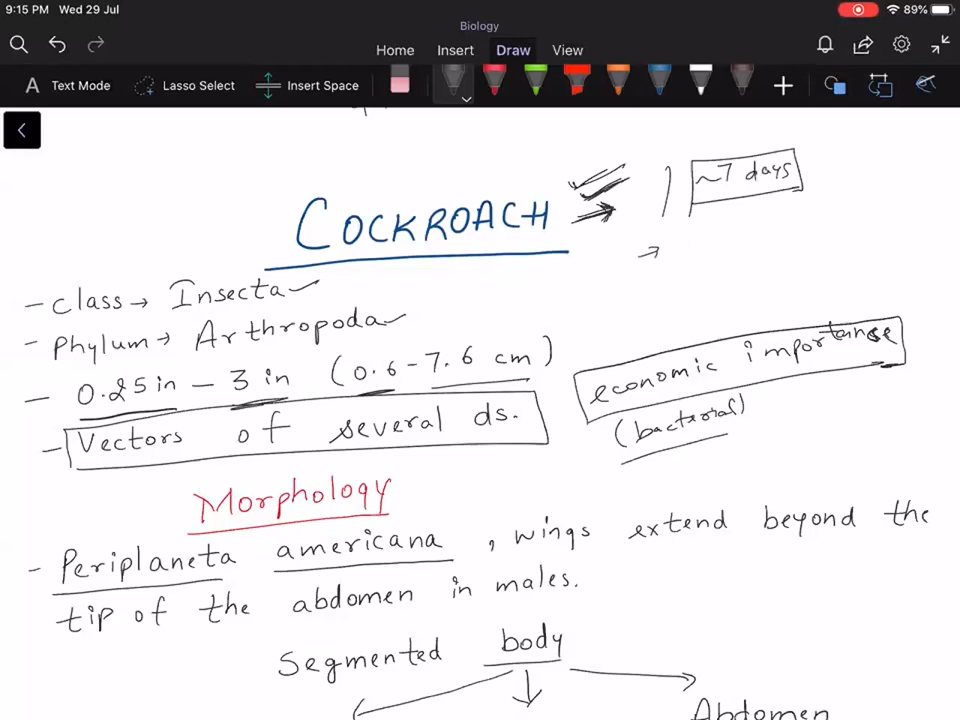 9:15 PM Wed 29 Jul
89%
Biology
Home Insert Draw View
Text Mode Lasso Select Insert Space
~7 days
COCKROACH
- class → Insecta
- Phylum → Arthropoda
- 0.25 in - 3 in (0.6 - 7.6 cm)
economic importance
(bacterial)
- Vectors of several ds.
Morphology
- Periplaneta americana, wings extend beyond the
tip of the abdomen in males.
Segmented body
Abdomen